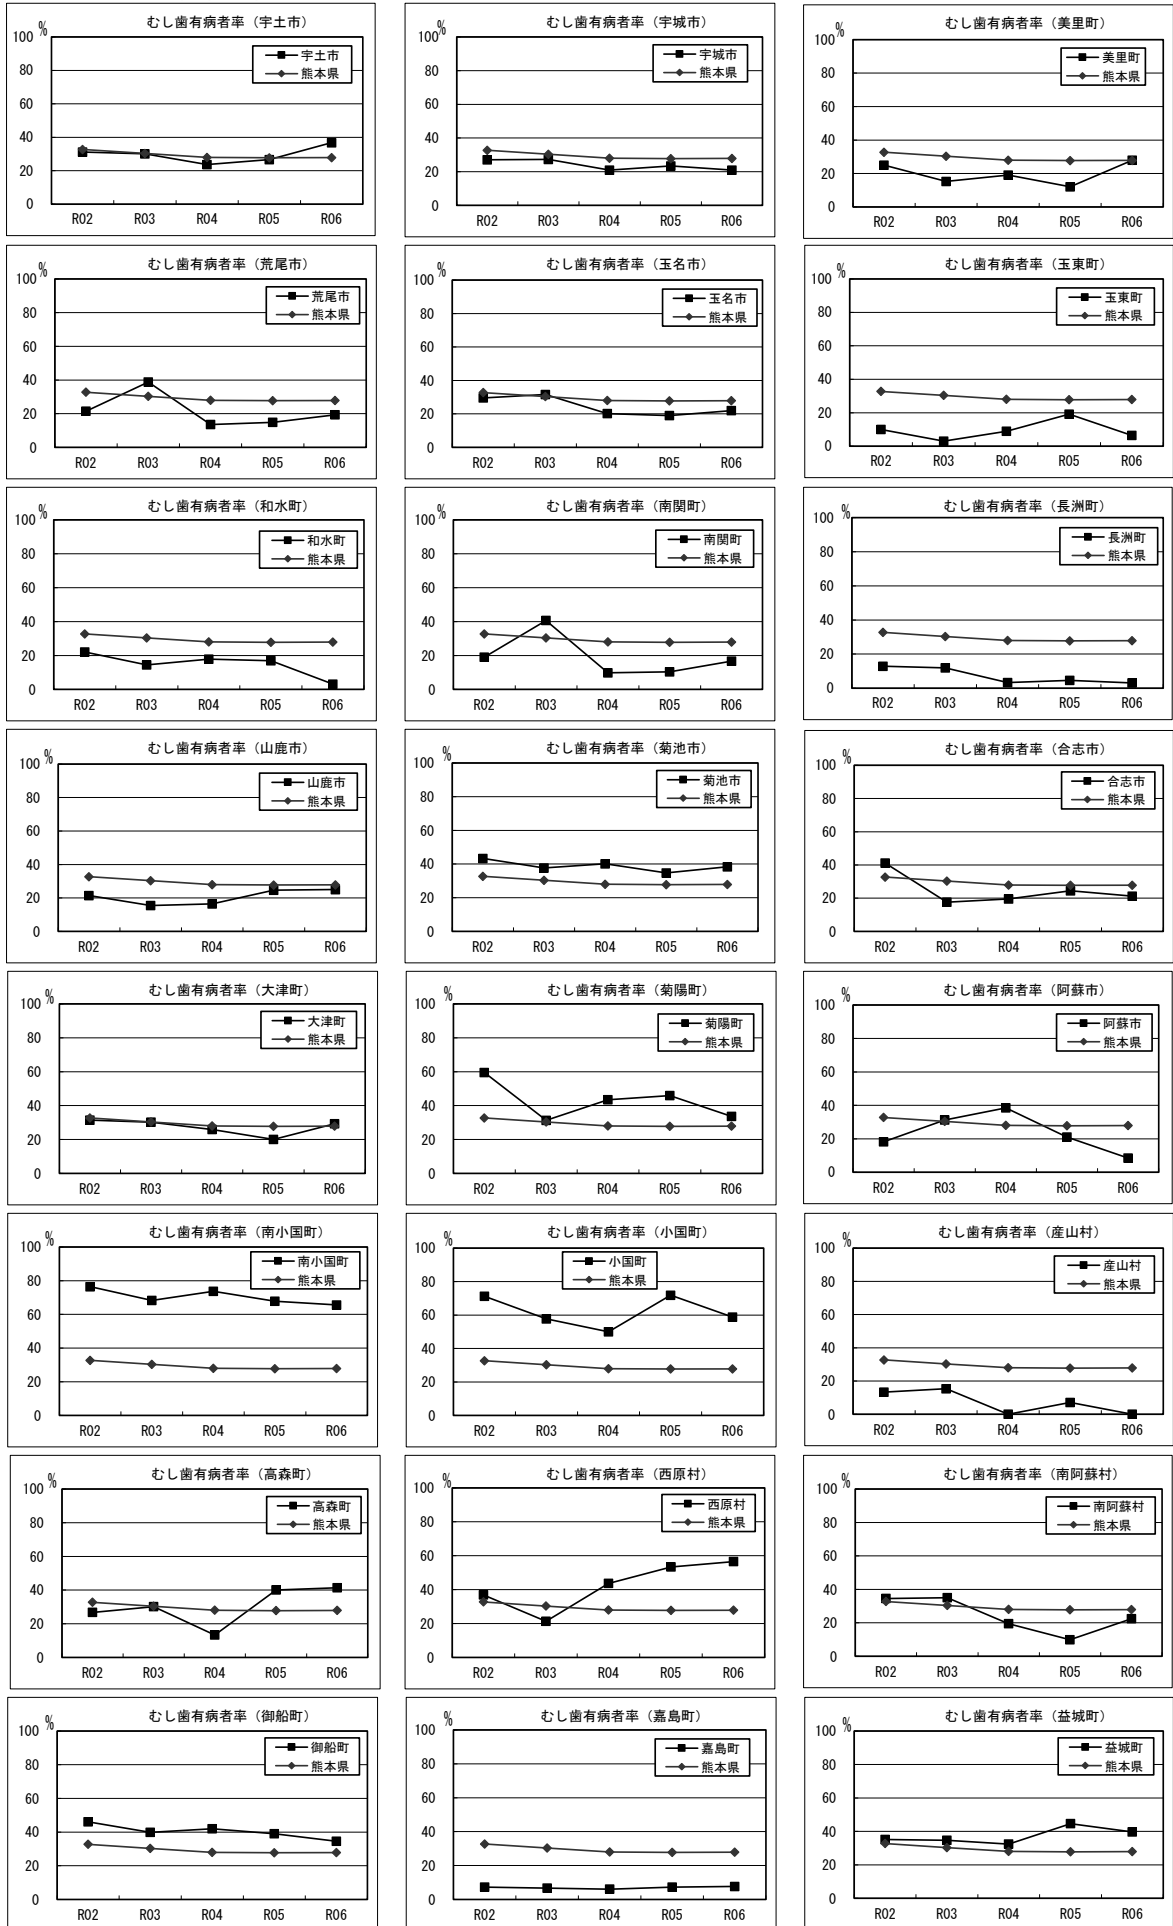 むし歯有病者率（宇土市）
%
宇土市
熊本県
100
80
60
40
20
0
R02 R03 R04 R05 R06
むし歯有病者率（宇城市）
%
宇城市
熊本県
100
80
60
40
20
0
R02 R03 R04 R05 R06
むし歯有病者率（美里町）
%
美里町
熊本県
100
80
60
40
20
0
R02 R03 R04 R05 R06
むし歯有病者率（荒尾市）
%
荒尾市
熊本県
100
80
60
40
20
0
R02 R03 R04 R05 R06
むし歯有病者率（玉名市）
%
玉名市
熊本県
100
80
60
40
20
0
R02 R03 R04 R05 R06
むし歯有病者率（玉東町）
%
玉東町
熊本県
100
80
60
40
20
0
R02 R03 R04 R05 R06
むし歯有病者率（和水町）
%
和水町
熊本県
100
80
60
40
20
0
R02 R03 R04 R05 R06
むし歯有病者率（南関町）
%
南関町
熊本県
100
80
60
40
20
0
R02 R03 R04 R05 R06
むし歯有病者率（長洲町）
%
長洲町
熊本県
100
80
60
40
20
0
R02 R03 R04 R05 R06
むし歯有病者率（山鹿市）
%
山鹿市
熊本県
100
80
60
40
20
0
R02 R03 R04 R05 R06
むし歯有病者率（菊池市）
%
菊池市
熊本県
100
80
60
40
20
0
R02 R03 R04 R05 R06
むし歯有病者率（合志市）
%
合志市
熊本県
100
80
60
40
20
0
R02 R03 R04 R05 R06
むし歯有病者率（大津町）
%
大津町
熊本県
100
80
60
40
20
0
R02 R03 R04 R05 R06
むし歯有病者率（菊陽町）
%
菊陽町
熊本県
100
80
60
40
20
0
R02 R03 R04 R05 R06
むし歯有病者率（阿蘇市）
%
阿蘇市
熊本県
100
80
60
40
20
0
R02 R03 R04 R05 R06
むし歯有病者率（南小国町）
%
南小国町
熊本県
100
80
60
40
20
0
R02 R03 R04 R05 R06
むし歯有病者率（小国町）
%
小国町
熊本県
100
80
60
40
20
0
R02 R03 R04 R05 R06
むし歯有病者率（産山村）
%
産山村
熊本県
100
80
60
40
20
0
R02 R03 R04 R05 R06
むし歯有病者率（高森町）
%
高森町
熊本県
100
80
60
40
20
0
R02 R03 R04 R05 R06
むし歯有病者率（西原村）
%
西原村
熊本県
100
80
60
40
20
0
R02 R03 R04 R05 R06
むし歯有病者率（南阿蘇村）
%
南阿蘇村
熊本県
100
80
60
40
20
0
R02 R03 R04 R05 R06
むし歯有病者率（御船町）
%
御船町
熊本県
100
80
60
40
20
0
R02 R03 R04 R05 R06
むし歯有病者率（嘉島町）
%
嘉島町
熊本県
100
80
60
40
20
0
R02 R03 R04 R05 R06
むし歯有病者率（益城町）
%
益城町
熊本県
100
80
60
40
20
0
R02 R03 R04 R05 R06